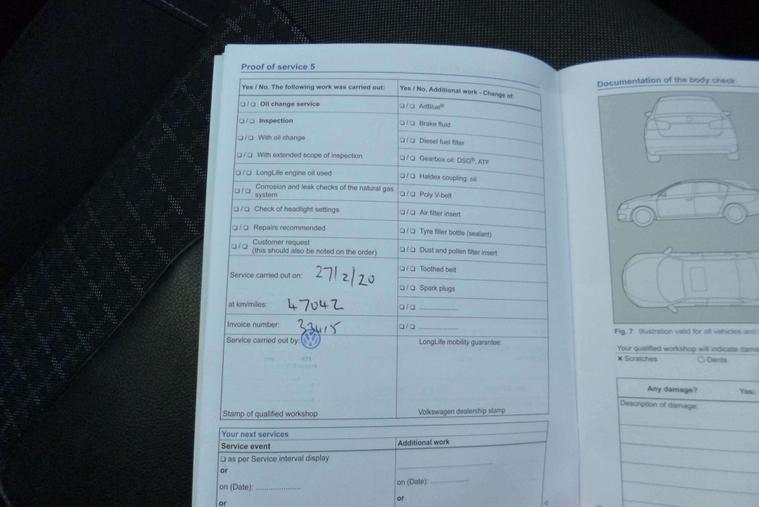 Proof of service 5
Yes / No. The following work was carried out:
❏ / ❏ Oil change service
❏ / ❏ Inspection
❏ / ❏ With oil change
❏ / ❏ With extended scope of inspection
❏ / ❏ LongLife engine oil used
❏ / ❏ Corrosion and leak checks of the natural gas
system
❏ / ❏ Check of headlight settings
❏ / ❏ Repairs recommended
❏ / ❏ Customer request
(this should also be noted on the order)
Service carried out on: 27/2/20
at km/miles: 47042
Invoice number: 33415
Service carried out by:
Stamp of qualified workshop
Yes / No. Additional work - Change of:
❏ / ❏ AdBlue®
❏ / ❏ Brake fluid
❏ / ❏ Diesel fuel filter
❏ / ❏ Gearbox oil: DSG®, ATF
❏ / ❏ Haldex coupling: oil
❏ / ❏ Poly V-belt
❏ / ❏ Air filter insert
❏ / ❏ Tyre filler bottle (sealant)
❏ / ❏ Dust and pollen filter insert
❏ / ❏ Toothed belt
❏ / ❏ Spark plugs
❏ / ❏ ....................
❏ / ❏ ....................
LongLife mobility guarantee:
Volkswagen dealership stamp
Your next services
Service event
❏ as per Service interval display
or
on (Date): ....................
or
Additional work
on (Date): ....................
or
Documentation of the body check
Fig. 7 Illustration valid for all vehicles and
Your qualified workshop will indicate
× Scratches ○ Dents
Any damage? Yes:
Description of damage: